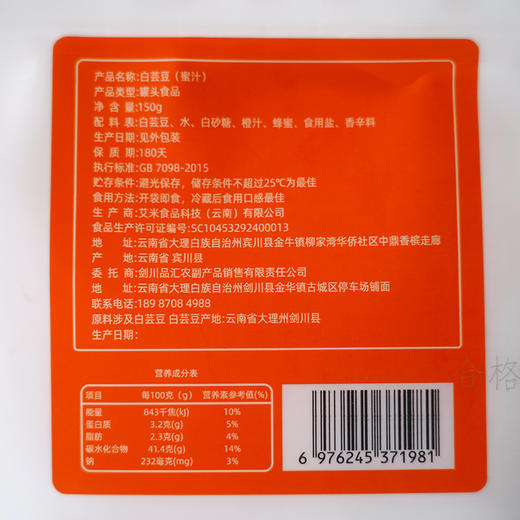 产品名称:白芸豆（蜜汁）
产品类型:罐头食品
净 含 量:150g
配 料 表:白芸豆、水、白砂糖、橙汁、蜂蜜、食用盐、香辛料
生产日期:见外包装
保 质 期:180天
执行标准:GB 7098-2015
贮存条件:避光保存，储存条件不超过25℃为最佳
食用方法:开袋即食，冷藏后食用口感最佳
生 产 商:艾米食品科技（云南）有限公司
食品生产许可证编号:SC10453292400013
地 址:云南省大理白族自治州宾川县金牛镇柳家湾华侨社区中鼎香槟走廊
产 地:云南省 宾川县
委 托 商:剑川品汇农副产品销售有限责任公司
地 址:云南省大理白族自治州剑川县金华镇古城区停车场铺面
联系电话:189 8708 4988
原料涉及白芸豆 白芸豆产地:云南省大理州剑川县
生产日期:
营养成分表
项目 每100克(g) 营养素参考值(%)
能量 843千焦(kJ) 10%
蛋白质 3.2克(g) 5%
脂肪 2.3克(g) 4%
碳水化合物 41.4克(g) 14%
钠 232毫克(mg) 3%
6 976245 371981
合格